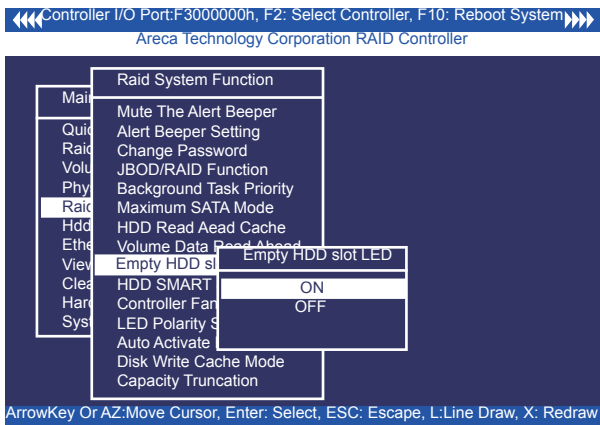 Controller I/O Port:F3000000h, F2: Select Controller, F10: Reboot System
Areca Technology Corporation RAID Controller
Raid System Function
Mute The Alert Beeper
Alert Beeper Setting
Change Password
JBOD/RAID Function
Background Task Priority
Maximum SATA Mode
HDD Read Aead Cache
Volume Data Read Ahead
Empty HDD sl
HDD SMART
Controller Fan
LED Polarity S
Auto Activate
Disk Write Cache Mode
Capacity Truncation
Mai
Quic
Raid
Volu
Phy
Raid
Hdd
Ethe
View
Clea
Hard
Syst
Empty HDD slot LED
ON
OFF
ArrowKey Or AZ:Move Cursor, Enter: Select, ESC: Escape, L:Line Draw, X: Redraw